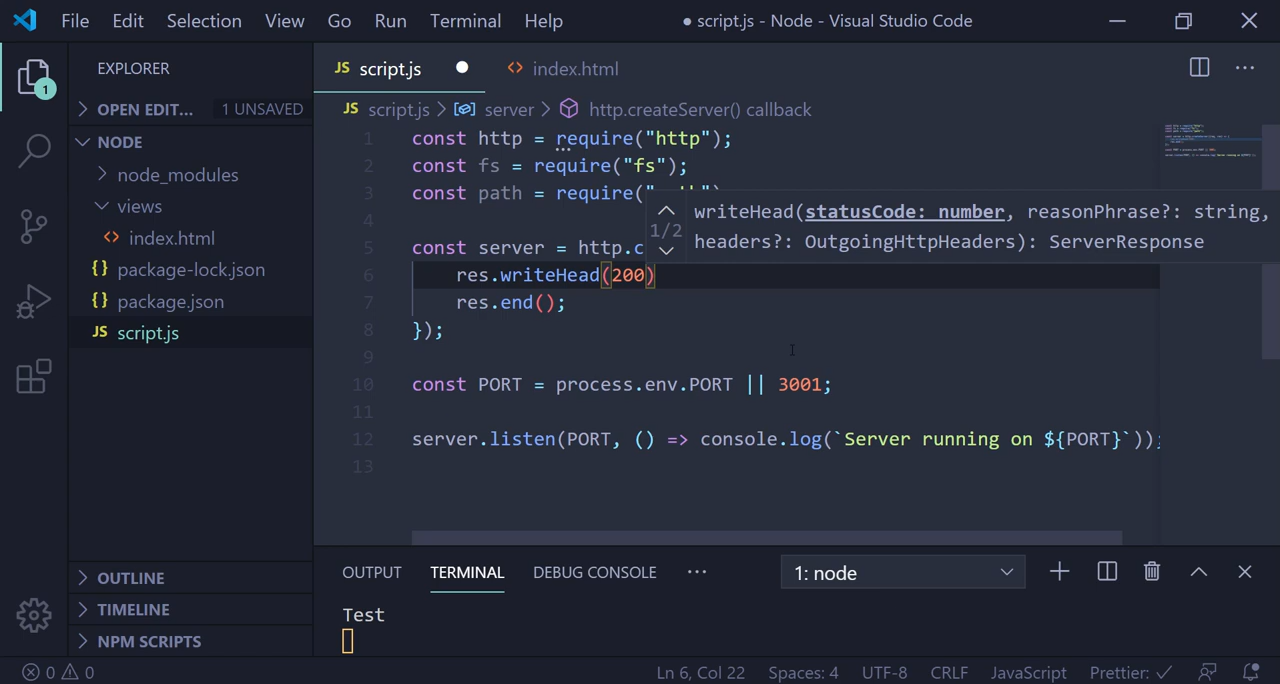 File Edit Selection View Go Run Terminal Help ● script.js - Node - Visual Studio Code
EXPLORER
1
OPEN EDIT... 1 UNSAVED
NODE
node_modules
views
<> index.html
{} package-lock.json
{} package.json
JS script.js
OUTLINE
TIMELINE
NPM SCRIPTS
JS script.js ● <> index.html
JS script.js > server > http.createServer() callback
1 const http = require("http");
2 const fs = require("fs");
3 const path = require("
4
5 const server = http.c
6 res.writeHead(200)
7 res.end();
8 });
9
10 const PORT = process.env.PORT || 3001;
11
12 server.listen(PORT, () => console.log(`Server running on ${PORT}`));
13
1/2
writeHead(statusCode: number, reasonPhrase?: string,
headers?: OutgoingHttpHeaders): ServerResponse
OUTPUT TERMINAL DEBUG CONSOLE ··· 1: node
Test
0 0 Ln 6, Col 22 Spaces: 4 UTF-8 CRLF JavaScript Prettier: ✓